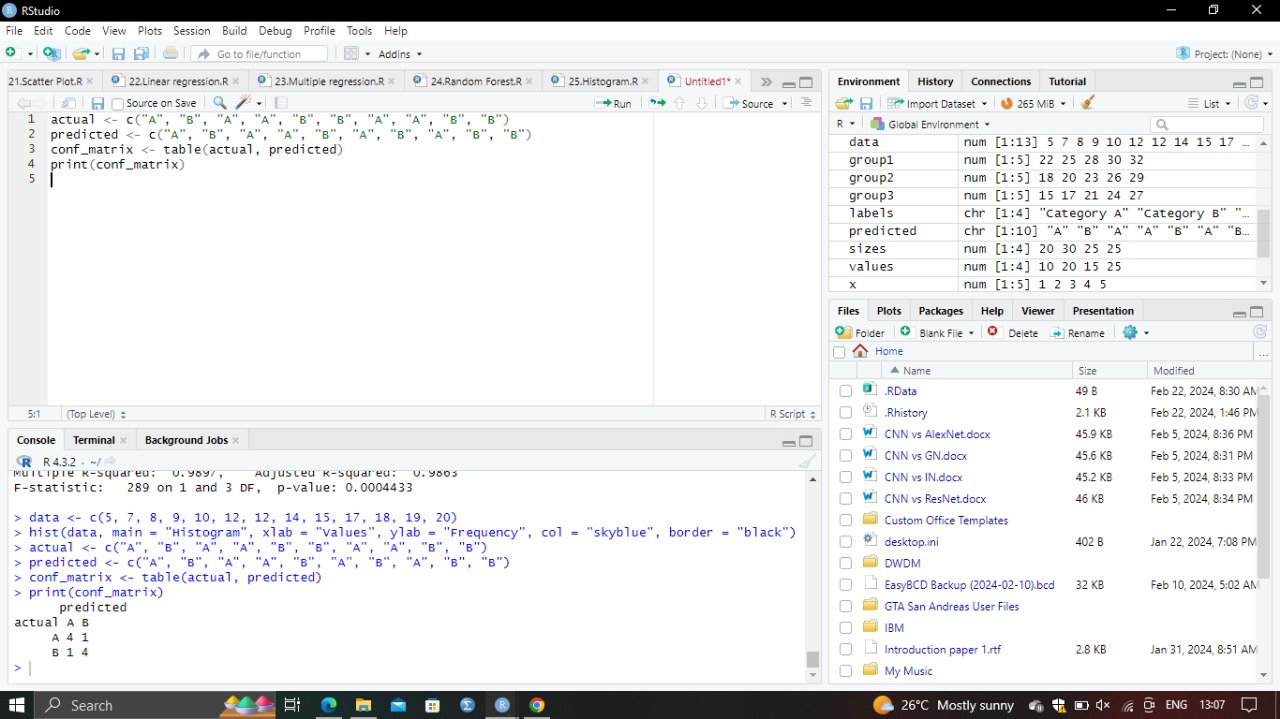 RStudio
File Edit Code View Plots Session Build Debug Profile Tools Help
Go to file/function Addins Project: (None)
21.Scatter Plot.R 22.Linear regression.R 23.Multiple regression.R 24.Random Forest.R 25.Histogram.R Untitled1*
Source on Save Run Source
1 actual <- c("A", "B", "A", "A", "B", "B", "A", "A", "B", "B")
2 predicted <- c("A", "B", "A", "A", "B", "A", "B", "A", "B", "B")
3 conf_matrix <- table(actual, predicted)
4 print(conf_matrix)
5
5:1 (Top Level) R Script
Console Terminal Background Jobs
R 4.3.2 · ~/
Multiple R-squared: 0.9897, Adjusted R-squared: 0.9863
F-statistic: 289 on 1 and 3 DF, p-value: 0.0004433
> data <- c(5, 7, 8, 9, 10, 12, 12, 14, 15, 17, 18, 19, 20)
> hist(data, main = "Histogram", xlab = "Values", ylab = "Frequency", col = "skyblue", border = "black")
> actual <- c("A", "B", "A", "A", "B", "B", "A", "A", "B", "B")
> predicted <- c("A", "B", "A", "A", "B", "A", "B", "A", "B", "B")
> conf_matrix <- table(actual, predicted)
> print(conf_matrix)
predicted
actual A B
A 4 1
B 1 4
>
Environment History Connections Tutorial
Import Dataset 265 MiB List
R Global Environment
data num [1:13] 5 7 8 9 10 12 12 14 15 17 ...
group1 num [1:5] 22 25 28 30 32
group2 num [1:5] 18 20 23 26 29
group3 num [1:5] 15 17 21 24 27
labels chr [1:4] "Category A" "Category B" "...
predicted chr [1:10] "A" "B" "A" "A" "B" "A" "B...
sizes num [1:4] 20 30 25 25
values num [1:4] 10 20 15 25
x num [1:5] 1 2 3 4 5
Files Plots Packages Help Viewer Presentation
Folder Blank File Delete Rename
Home ...
Name Size Modified
.RData 49 B Feb 22, 2024, 8:30 AM
.Rhistory 2.1 KB Feb 22, 2024, 1:46 PM
CNN vs AlexNet.docx 45.9 KB Feb 5, 2024, 8:36 PM
CNN vs GN.docx 45.6 KB Feb 5, 2024, 8:31 PM
CNN vs IN.docx 45.2 KB Feb 5, 2024, 8:33 PM
CNN vs ResNet.docx 46 KB Feb 5, 2024, 8:34 PM
Custom Office Templates
desktop.ini 402 B Jan 22, 2024, 7:08 PM
DWDM
EasyBCD Backup (2024-02-10).bcd 32 KB Feb 10, 2024, 5:02 AM
GTA San Andreas User Files
IBM
Introduction paper 1.rtf 2.8 KB Jan 31, 2024, 8:51 AM
My Music
Search 26°C Mostly sunny ENG 13:07